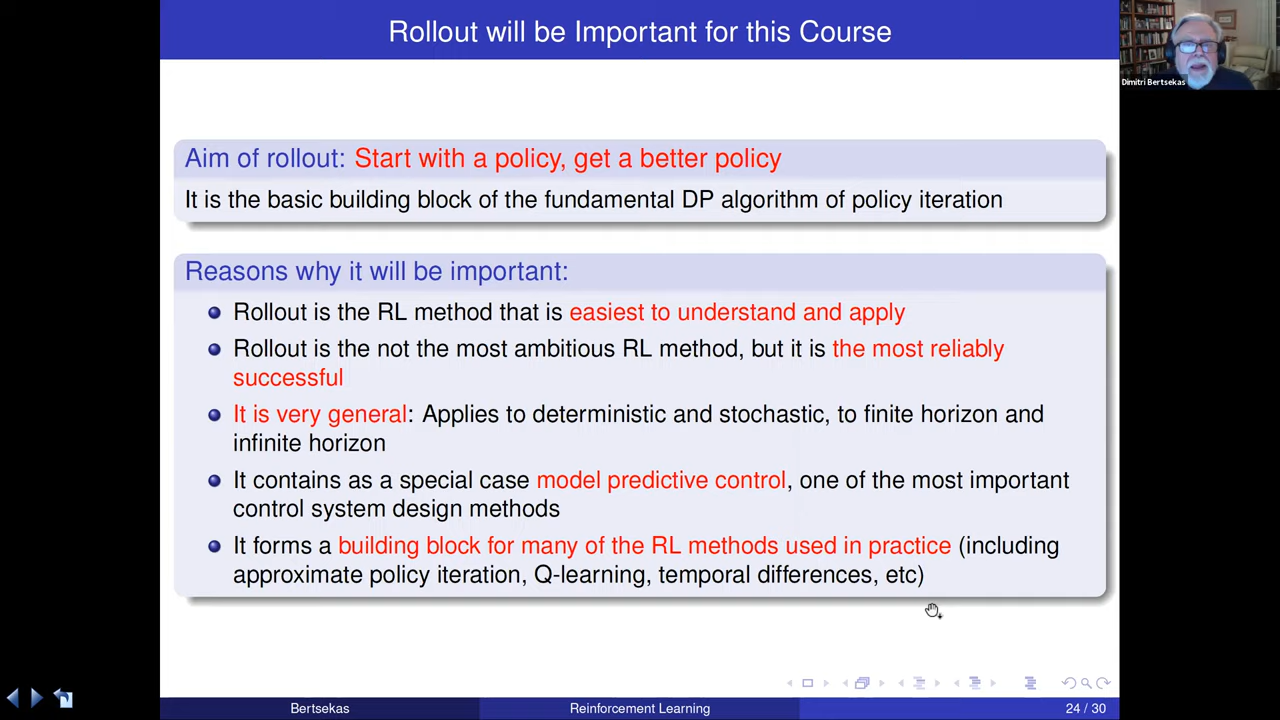 Rollout will be Important for this Course
Dimitri Bertsekas
Aim of rollout: Start with a policy, get a better policy
It is the basic building block of the fundamental DP algorithm of policy iteration
Reasons why it will be important:
Rollout is the RL method that is easiest to understand and apply
Rollout is the not the most ambitious RL method, but it is the most reliably
successful
It is very general: Applies to deterministic and stochastic, to finite horizon and
infinite horizon
It contains as a special case model predictive control, one of the most important
control system design methods
It forms a building block for many of the RL methods used in practice (including
approximate policy iteration, Q-learning, temporal differences, etc)
Bertsekas
Reinforcement Learning
24 / 30